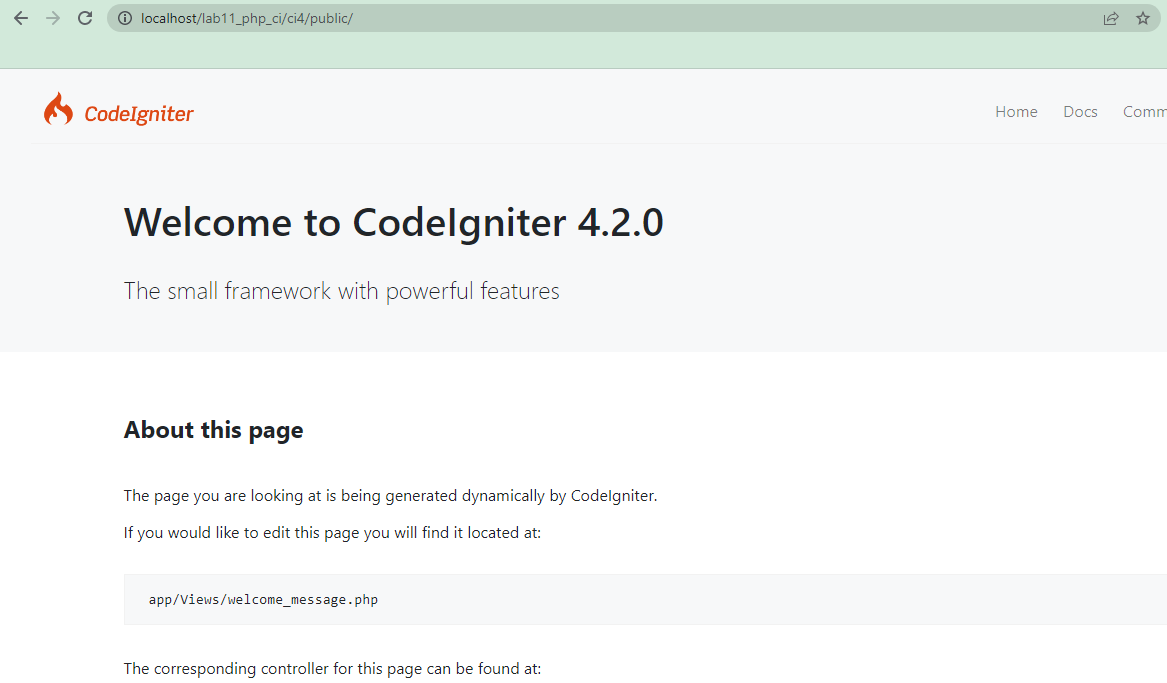 localhost/lab11_php_ci/ci4/public/
CodeIgniter
Home Docs Comm
Welcome to CodeIgniter 4.2.0
The small framework with powerful features
About this page
The page you are looking at is being generated dynamically by CodeIgniter.
If you would like to edit this page you will find it located at:
app/Views/welcome_message.php
The corresponding controller for this page can be found at: